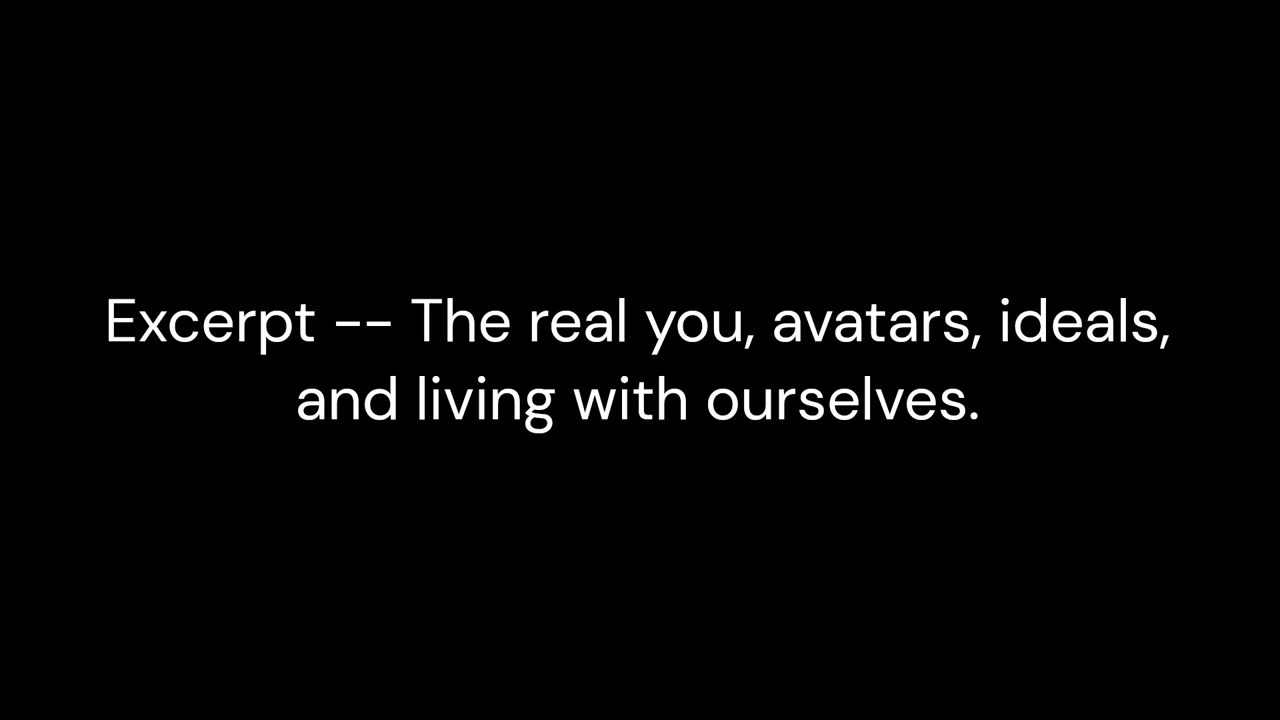 Excerpt -- The real you, avatars, ideals,
and living with ourselves.